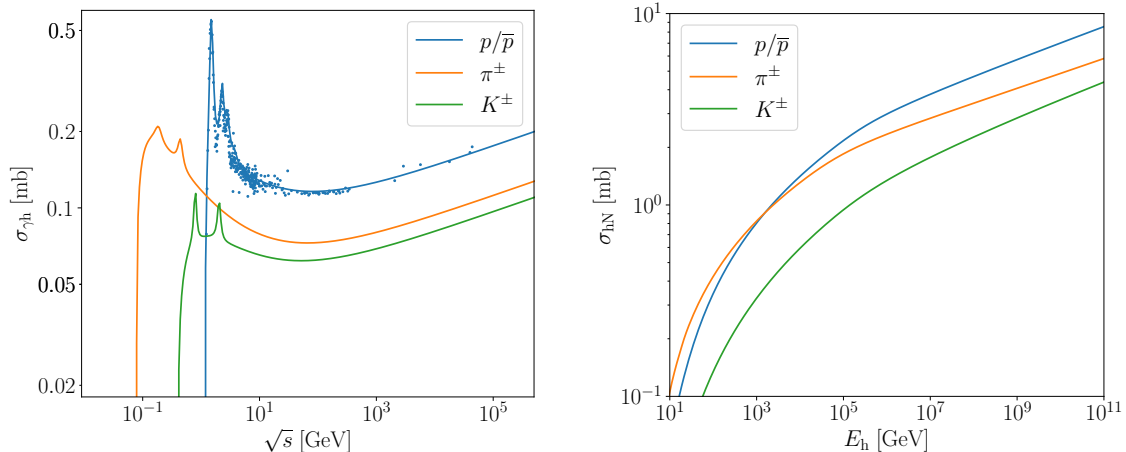 0.5
0.2
0.1
0.05
0.02
σγh [mb]
10⁻¹ 10¹ 10³ 10⁵
√s [GeV]
p/p̅
π±
K±
10¹
10⁰
10⁻¹
σhN [mb]
10¹ 10³ 10⁵ 10⁷ 10⁹ 10¹¹
Eh [GeV]
p/p̅
π±
K±